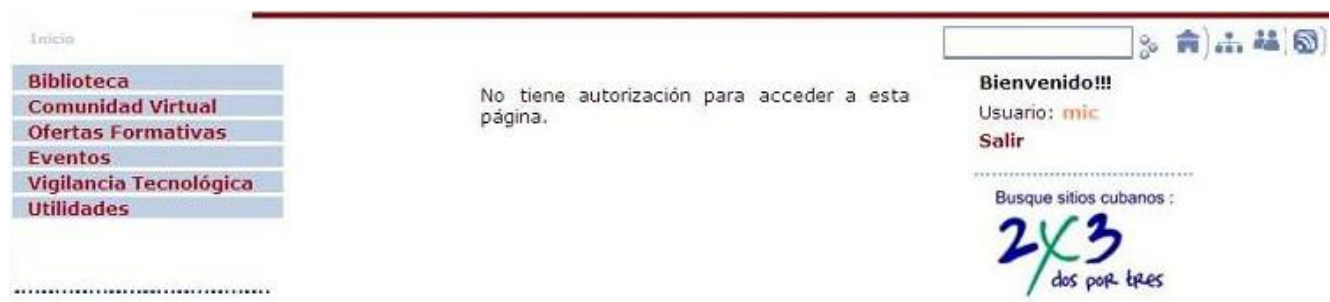 Inicio
Biblioteca
Comunidad Virtual
Ofertas Formativas
Eventos
Vigilancia Tecnológica
Utilidades
No tiene autorización para acceder a esta
página.
Bienvenido!!!
Usuario: mic
Salir
Busque sitios cubanos :
2x3
dos por tres